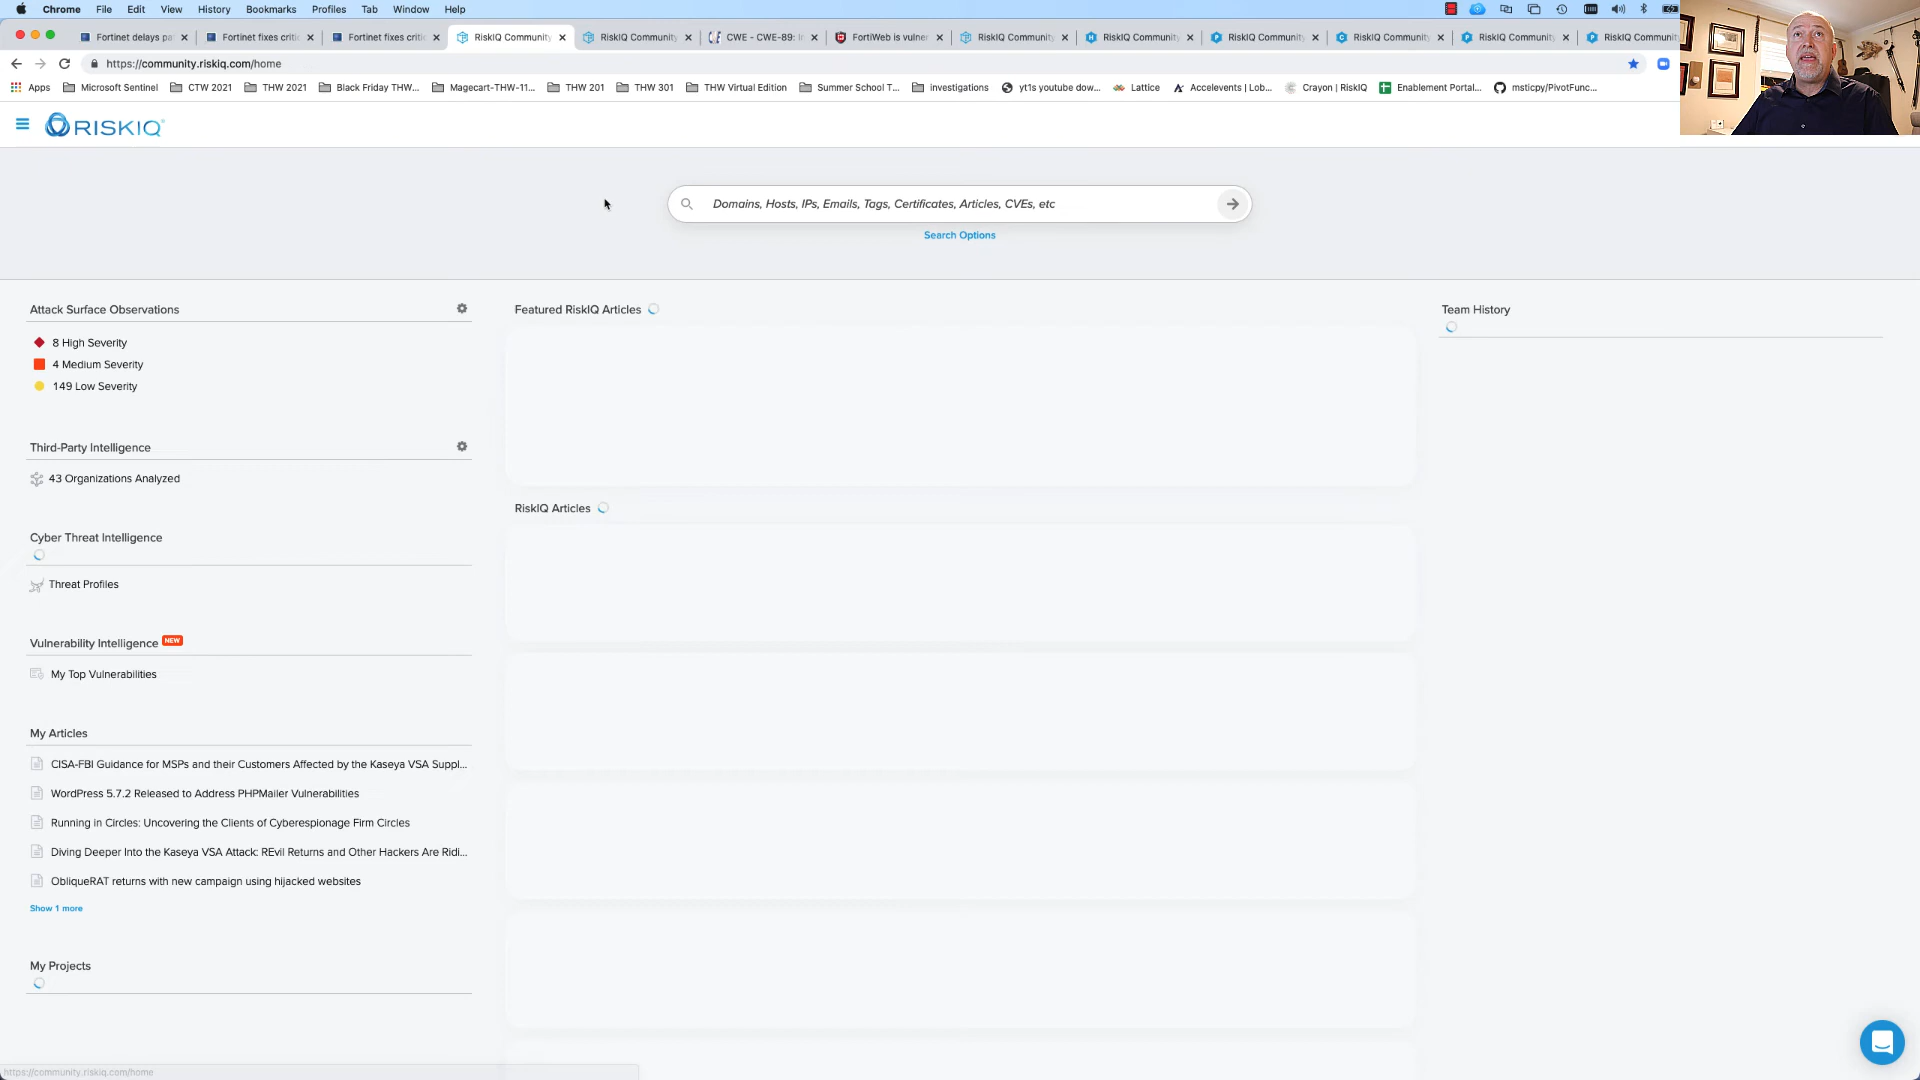 Chrome File Edit View History Bookmarks Profiles Tab Window Help
Fortinet delays pa Fortinet fixes critic Fortinet fixes critic RiskIQ Community RiskIQ Community CWE - CWE-89: Im FortiWeb is vulner RiskIQ Community RiskIQ Community RiskIQ Community RiskIQ Community RiskIQ Community RiskIQ Community
https://community.riskiq.com/home
Apps Microsoft Sentinel CTW 2021 THW 2021 Black Friday THW... Magecart-THW-11... THW 201 THW 301 THW Virtual Edition Summer School T... investigations yt1s youtube dow... Lattice Accelevents | Lob... Crayon | RiskIQ Enablement Portal... msticpy/PivotFunc...
RISKIQ
Domains, Hosts, IPs, Emails, Tags, Certificates, Articles, CVEs, etc
Search Options
Attack Surface Observations
8 High Severity
4 Medium Severity
149 Low Severity
Third-Party Intelligence
43 Organizations Analyzed
Cyber Threat Intelligence
Threat Profiles
Vulnerability Intelligence NEW
My Top Vulnerabilities
My Articles
CISA-FBI Guidance for MSPs and their Customers Affected by the Kaseya VSA Suppl...
WordPress 5.7.2 Released to Address PHPMailer Vulnerabilities
Running in Circles: Uncovering the Clients of Cyberespionage Firm Circles
Diving Deeper Into the Kaseya VSA Attack: REvil Returns and Other Hackers Are Ridi...
ObliqueRAT returns with new campaign using hijacked websites
Show 1 more
My Projects
Featured RiskIQ Articles
RiskIQ Articles
Team History
https://community.riskiq.com/home